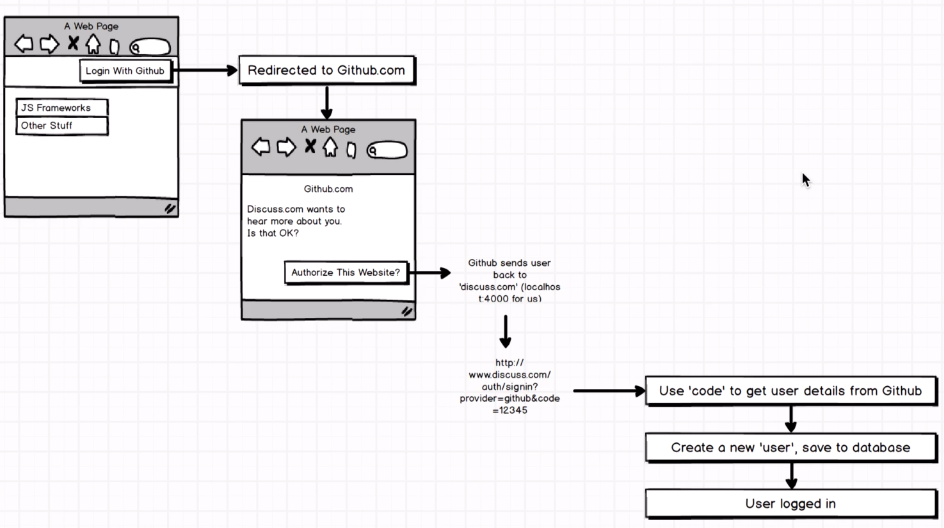 A Web Page
Login With Github
JS Frameworks
Other Stuff
Redirected to Github.com
A Web Page
Github.com
Discuss.com wants to
hear more about you.
Is that OK?
Authorize This Website?
Github sends user
back to
'discuss.com' (localhos
t:4000 for us)
http://
www.discuss.com/
auth/signin?
provider=github&code
=12345
Use 'code' to get user details from Github
Create a new 'user', save to database
User logged in